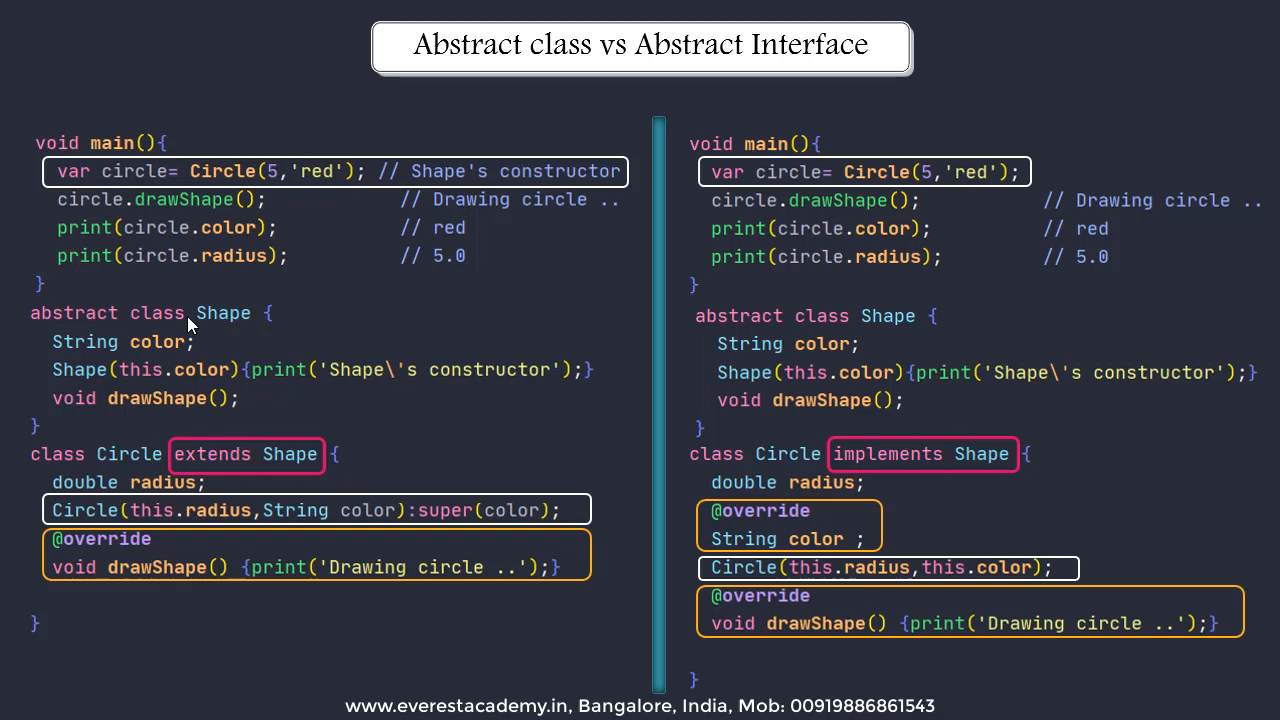 Abstract class vs Abstract Interface
void main(){
var circle= Circle(5,'red'); // Shape's constructor
circle.drawShape(); // Drawing circle ..
print(circle.color); // red
print(circle.radius); // 5.0
}
abstract class Shape {
String color;
Shape(this.color){print('Shape\'s constructor');}
void drawShape();
}
class Circle extends Shape {
double radius;
Circle(this.radius,String color):super(color);
@override
void drawShape() {print('Drawing circle ..');}
}
void main(){
var circle= Circle(5,'red');
circle.drawShape(); // Drawing circle ..
print(circle.color); // red
print(circle.radius); // 5.0
}
abstract class Shape {
String color;
Shape(this.color){print('Shape\'s constructor');}
void drawShape();
}
class Circle implements Shape {
double radius;
@override
String color ;
Circle(this.radius,this.color);
@override
void drawShape() {print('Drawing circle ..');}
}
www.everestacademy.in, Bangalore, India, Mob: 00919886861543